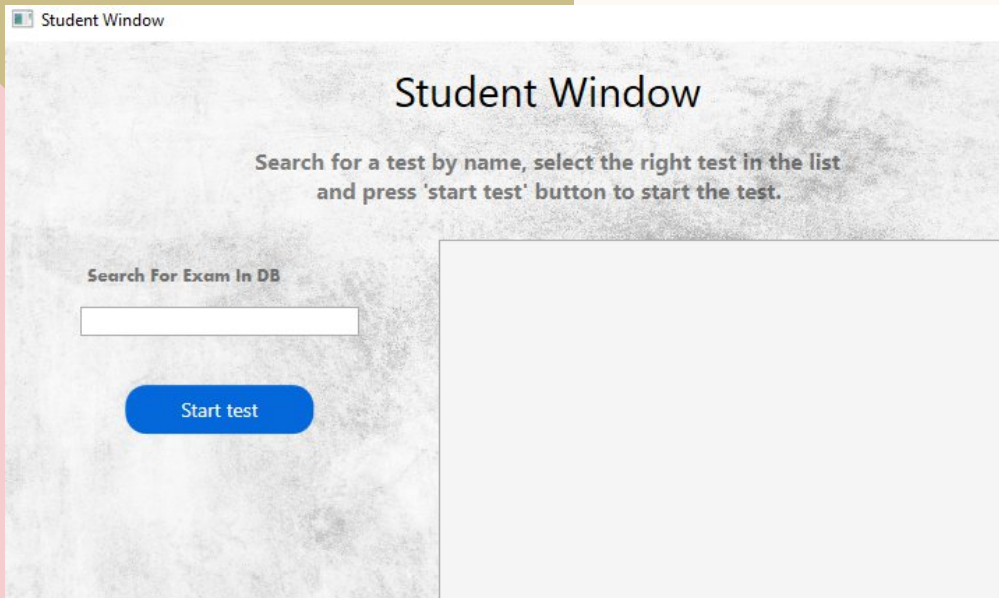 Student Window
Student Window
Search for a test by name, select the right test in the list
and press 'start test' button to start the test.
Search For Exam In DB
Start test